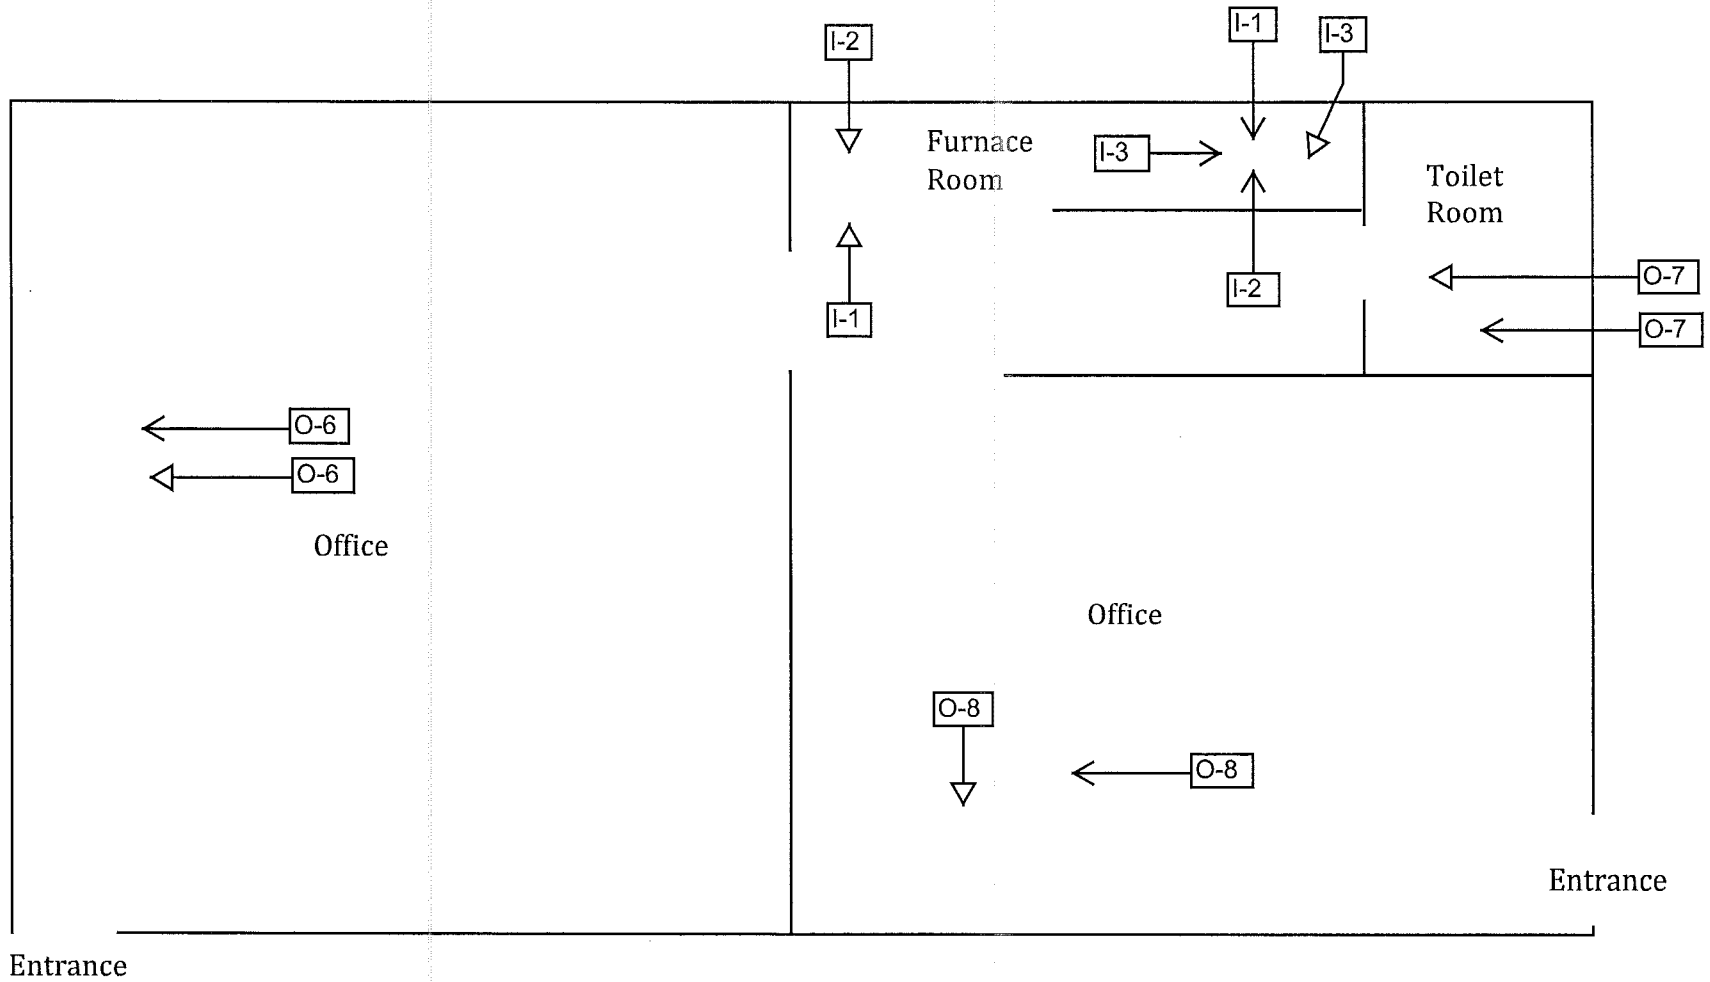 I-1
I-3
I-2
Furnace
Room
I-3
Toilet
Room
O-7
I-2
I-1
O-7
O-6
O-6
Office
Office
O-8
O-8
Entrance
Entrance